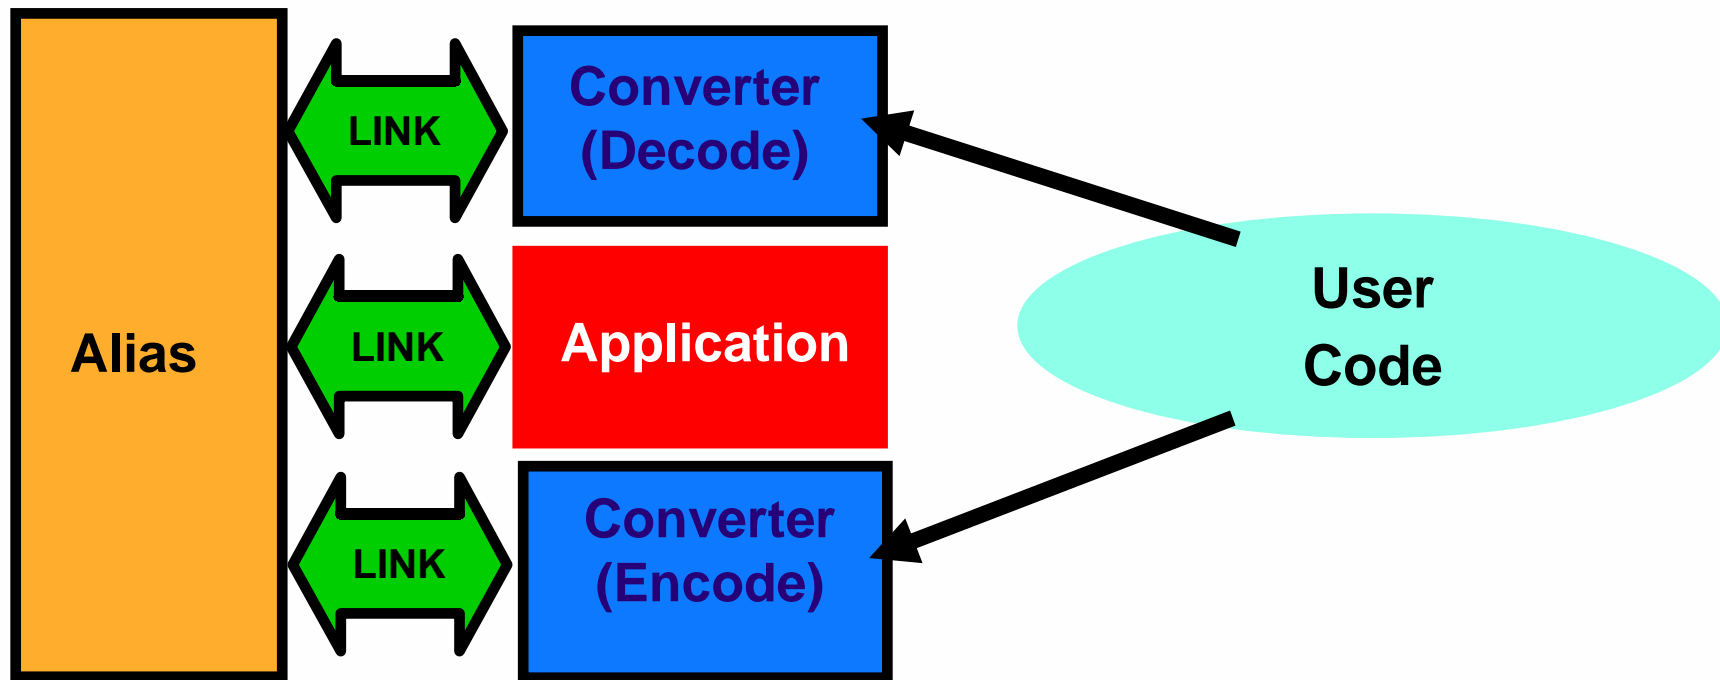 Converter
(Decode)
LINK
User
Code
Alias
LINK
Application
Converter
(Encode)
LINK